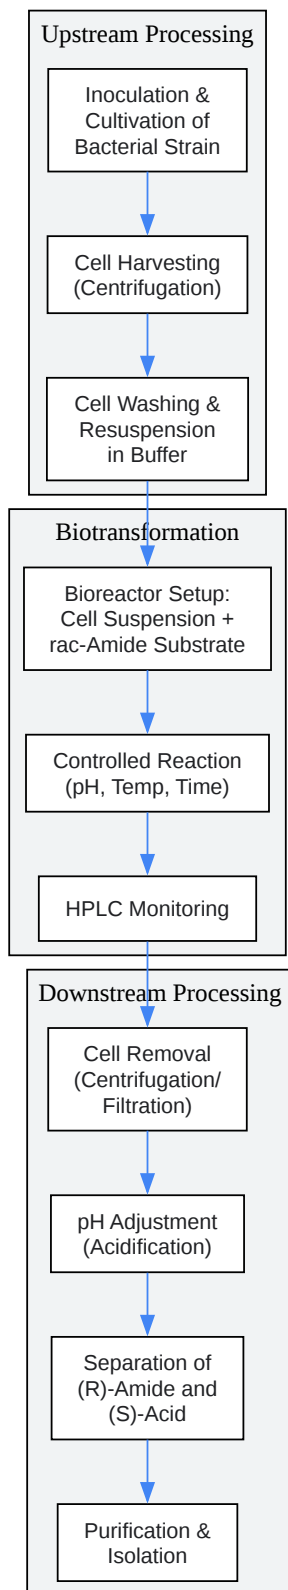 Upstream Processing
Inoculation &
Cultivation of
Bacterial Strain
Cell Harvesting
(Centrifugation)
Cell Washing &
Resuspension
in Buffer
Biotransformation
Bioreactor Setup:
Cell Suspension +
rac-Amide Substrate
Controlled Reaction
(pH, Temp, Time)
HPLC Monitoring
Downstream Processing
Cell Removal
(Centrifugation/
Filtration)
pH Adjustment
(Acidification)
Separation of
(R)-Amide and
(S)-Acid
Purification &
Isolation